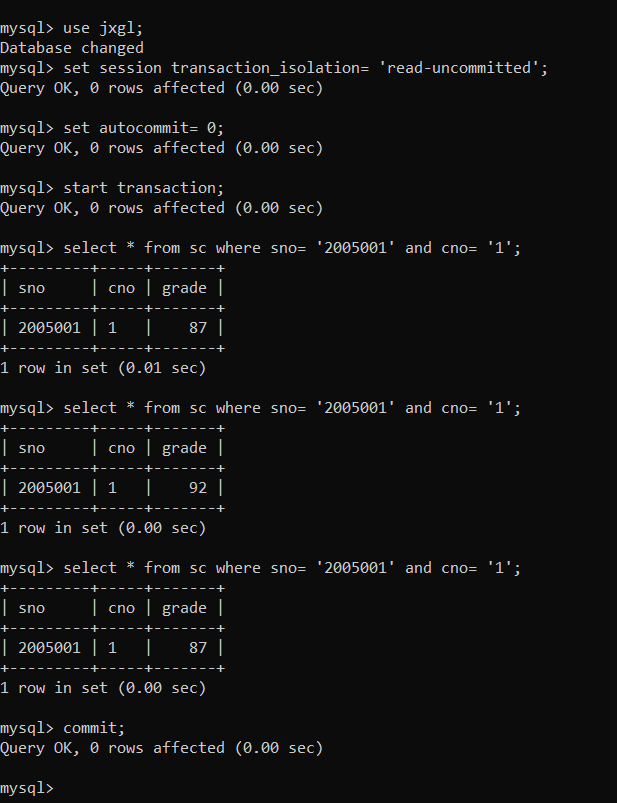 mysql> use jxgl;
Database changed
mysql> set session transaction_isolation= 'read-uncommitted';
Query OK, 0 rows affected (0.00 sec)
mysql> set autocommit= 0;
Query OK, 0 rows affected (0.00 sec)
mysql> start transaction;
Query OK, 0 rows affected (0.00 sec)
mysql> select * from sc where sno= '2005001' and cno= '1';
+---------+-----+-------+
| sno     | cno | grade |
+---------+-----+-------+
| 2005001 | 1   |    87 |
+---------+-----+-------+
1 row in set (0.01 sec)
mysql> select * from sc where sno= '2005001' and cno= '1';
+---------+-----+-------+
| sno     | cno | grade |
+---------+-----+-------+
| 2005001 | 1   |    92 |
+---------+-----+-------+
1 row in set (0.00 sec)
mysql> select * from sc where sno= '2005001' and cno= '1';
+---------+-----+-------+
| sno     | cno | grade |
+---------+-----+-------+
| 2005001 | 1   |    87 |
+---------+-----+-------+
1 row in set (0.00 sec)
mysql> commit;
Query OK, 0 rows affected (0.00 sec)
mysql>